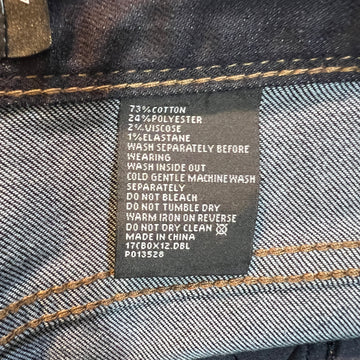 73%COTTON
24%POLYESTER
2%VISCOSE
1%ELASTANE
WASH SEPARATELY BEFORE
WEARING
WASH INSIDE OUT
COLD GENTLE MACHINE WASH
SEPARATELY
DO NOT BLEACH
DO NOT TUMBLE DRY
WARM IRON ON REVERSE
DO NOT DRY CLEAN
MADE IN CHINA
17CB0X12.DBL
P013528